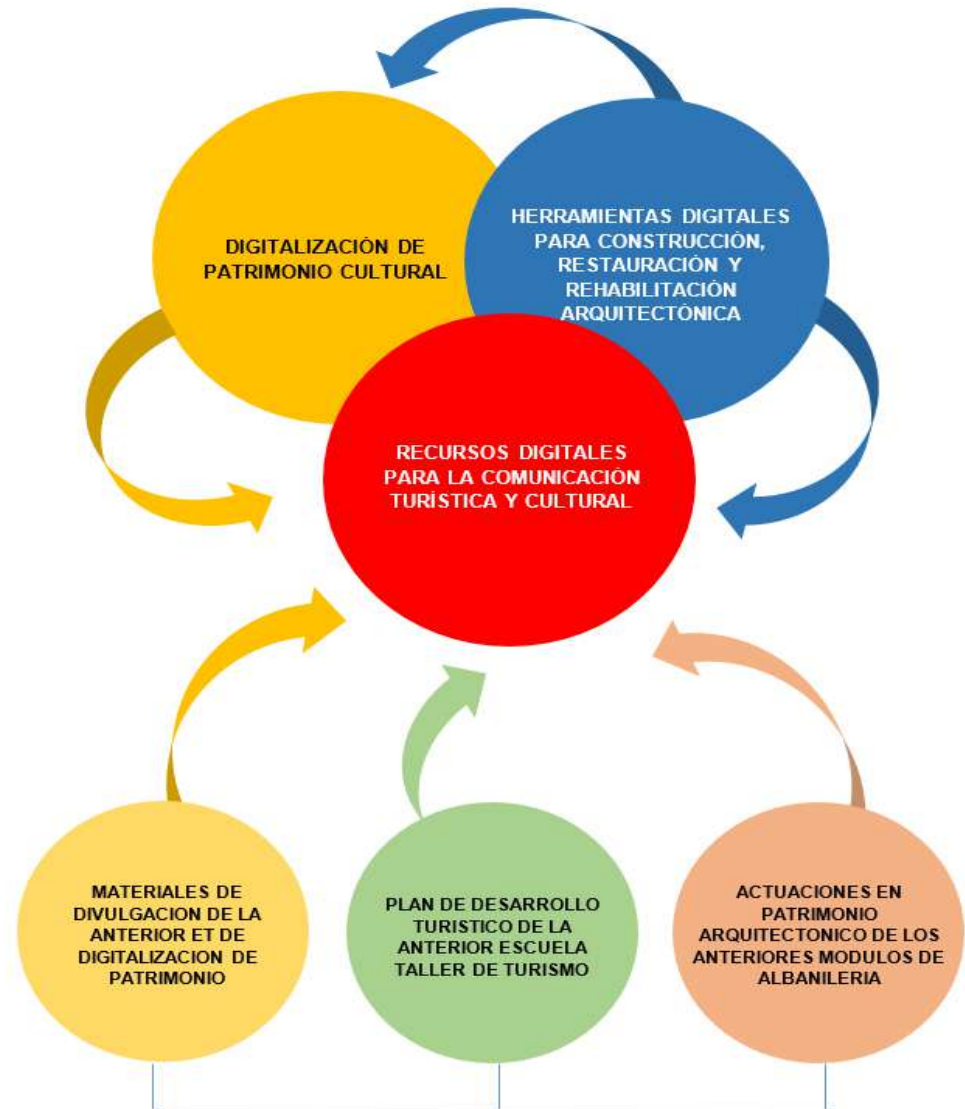 DIGITALIZACIÓN DE
PATRIMONIO CULTURAL
HERRAMIENTAS DIGITALES
PARA CONSTRUCCIÓN,
RESTAURACIÓN Y
REHABILITACIÓN
ARQUITECTÓNICA
RECURSOS DIGITALES
PARA LA COMUNICACIÓN
TURÍSTICA Y CULTURAL
MATERIALES DE
DIVULGACION DE LA
ANTERIOR ET DE
DIGITALIZACION DE
PATRIMONIO
PLAN DE DESARROLLO
TURISTICO DE LA
ANTERIOR ESCUELA
TALLER DE TURISMO
ACTUACIONES EN
PATRIMONIO
ARQUITECTONICO DE LOS
ANTERIORES MODULOS DE
ALBANILERIA